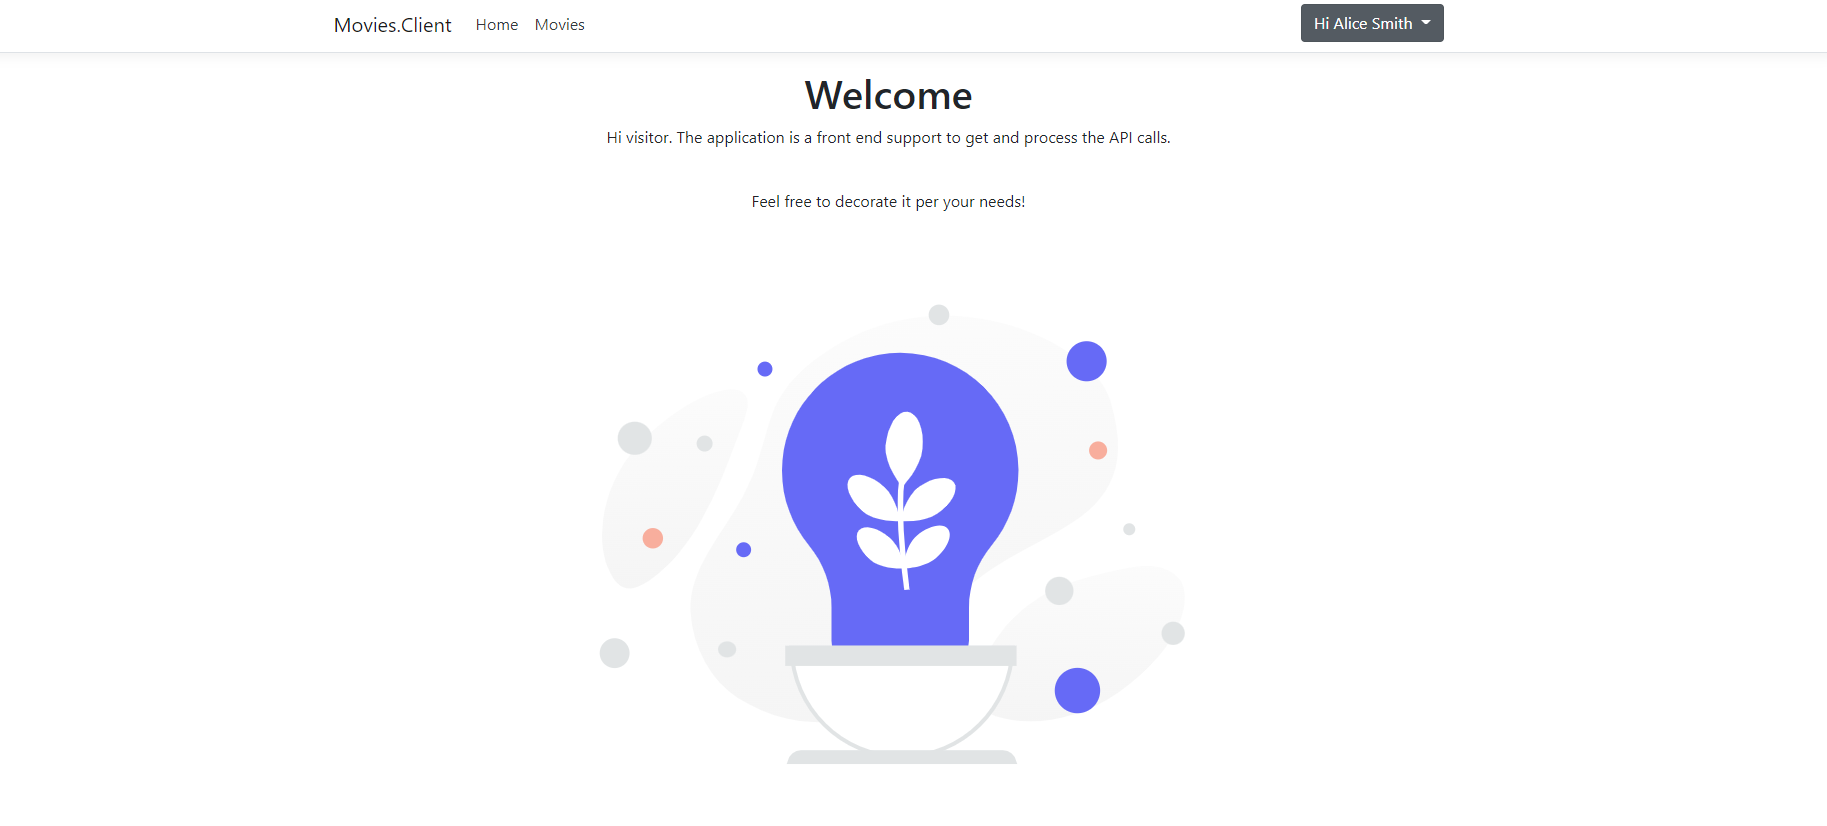 Movies.Client Home Movies Hi Alice Smith
Welcome
Hi visitor. The application is a front end support to get and process the API calls.
Feel free to decorate it per your needs!